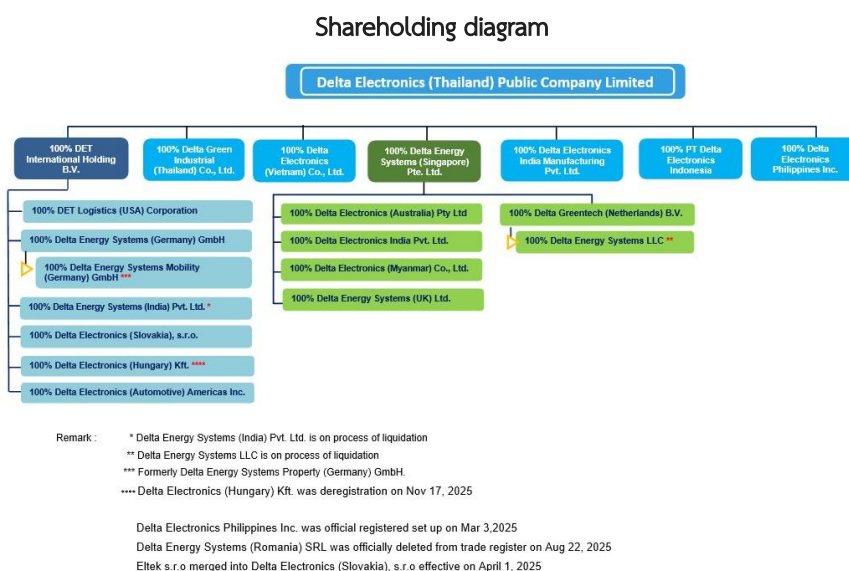 Shareholding diagram
Delta Electronics (Thailand) Public Company Limited
100% DET
International Holding
B.V.
100% Delta Green
Industrial
(Thailand) Co., Ltd.
100% Delta
Electronics
(Vietnam) Co., Ltd.
100% Delta Energy
Systems (Singapore)
Pte. Ltd.
100% Delta Electronics
India Manufacturing
Pvt. Ltd.
100% PT Delta
Electronics
Indonesia
100% Delta
Electronics
Philippines Inc.
100% DET Logistics (USA) Corporation
100% Delta Energy Systems (Germany) GmbH
100% Delta Energy Systems Mobility
(Germany) GmbH ***
100% Delta Energy Systems (India) Pvt. Ltd. *
100% Delta Electronics (Slovakia), s.r.o.
100% Delta Electronics (Hungary) Kft. ****
100% Delta Electronics (Automotive) Americas Inc.
100% Delta Electronics (Australia) Pty Ltd
100% Delta Electronics India Pvt. Ltd.
100% Delta Electronics (Myanmar) Co., Ltd.
100% Delta Energy Systems (UK) Ltd.
100% Delta Greentech (Netherlands) B.V.
100% Delta Energy Systems LLC **
Remark :
* Delta Energy Systems (India) Pvt. Ltd. is on process of liquidation
** Delta Energy Systems LLC is on process of liquidation
*** Formerly Delta Energy Systems Property (Germany) GmbH.
**** Delta Electronics (Hungary) Kft. was deregistration on Nov 17, 2025
Delta Electronics Philippines Inc. was official registered set up on Mar 3,2025
Delta Energy Systems (Romania) SRL was officially deleted from trade register on Aug 22, 2025
Eltek s.r.o merged into Delta Electronics (Slovakia), s.r.o effective on April 1, 2025